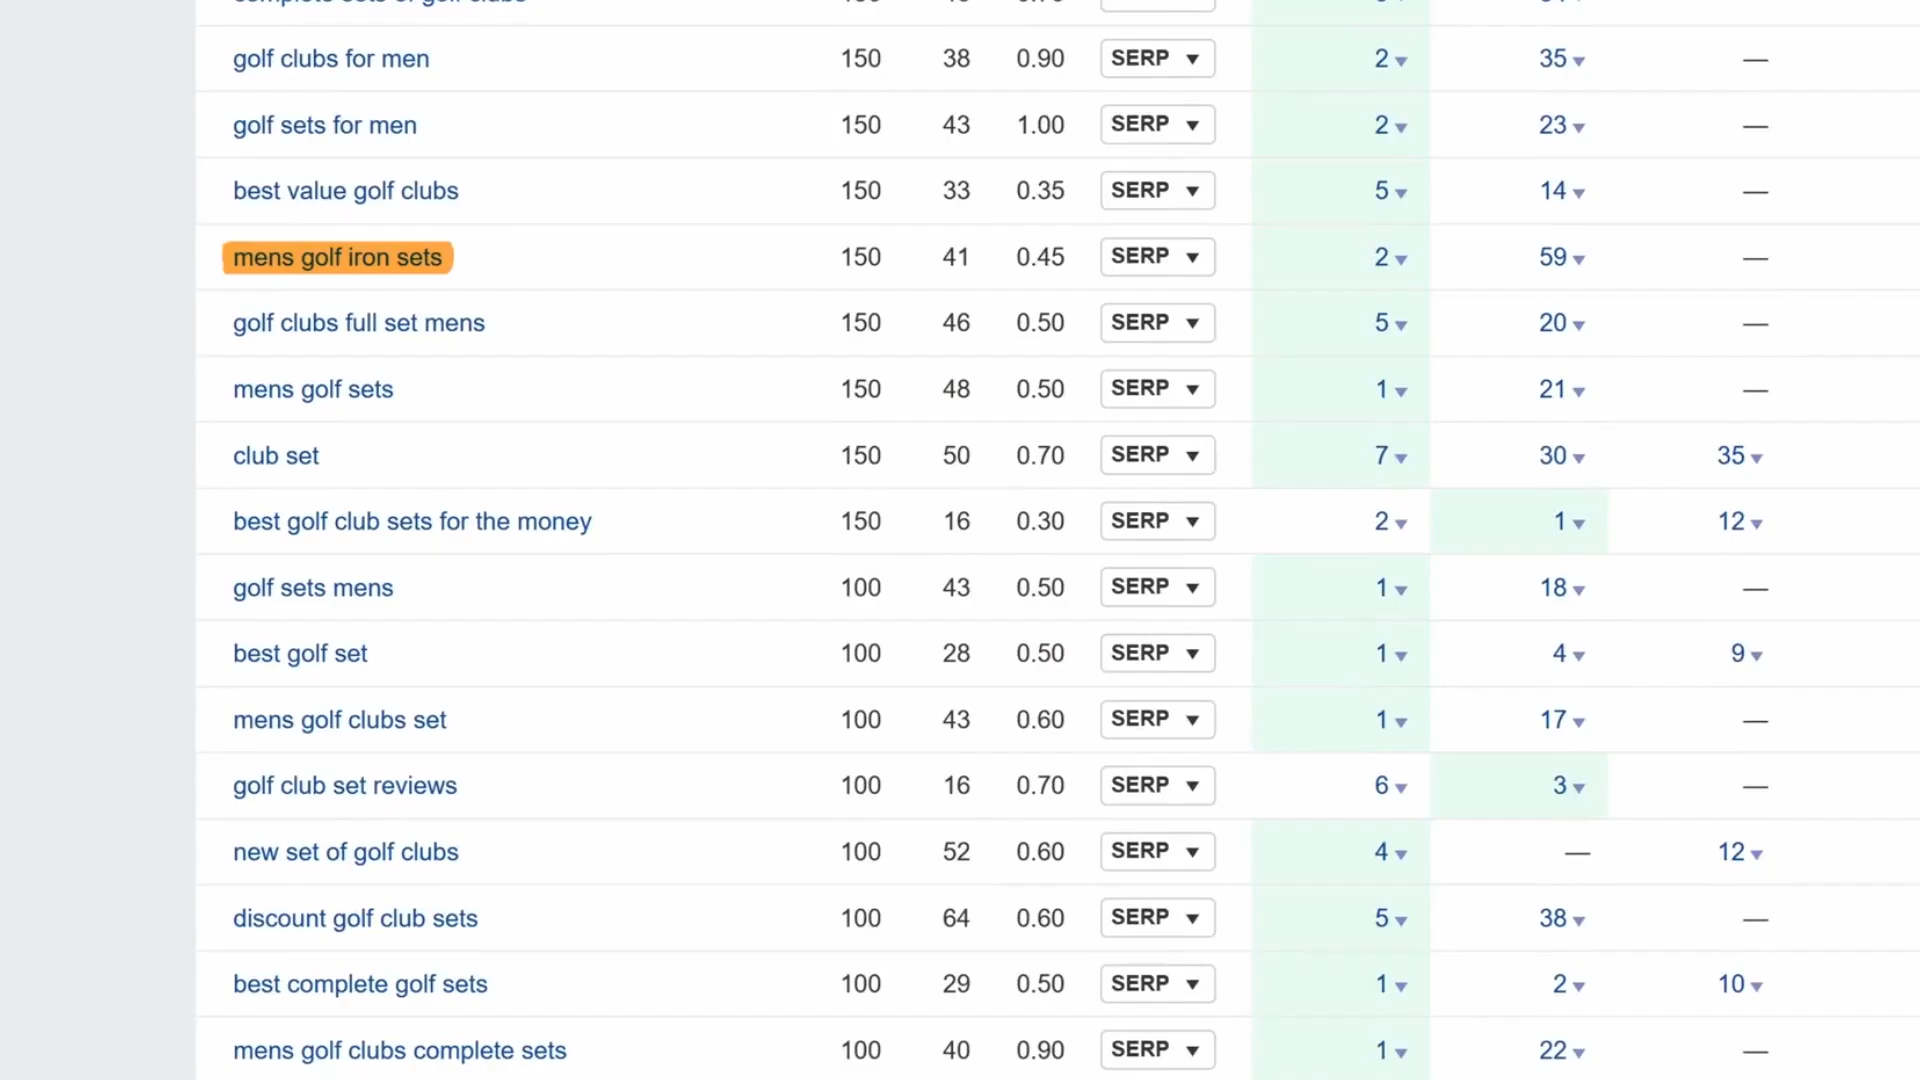 golf clubs for men 150 38 0.90 SERP ▼ 2 ▼ 35 ▼ —
golf sets for men 150 43 1.00 SERP ▼ 2 ▼ 23 ▼ —
best value golf clubs 150 33 0.35 SERP ▼ 5 ▼ 14 ▼ —
mens golf iron sets 150 41 0.45 SERP ▼ 2 ▼ 59 ▼ —
golf clubs full set mens 150 46 0.50 SERP ▼ 5 ▼ 20 ▼ —
mens golf sets 150 48 0.50 SERP ▼ 1 ▼ 21 ▼ —
club set 150 50 0.70 SERP ▼ 7 ▼ 30 ▼ 35 ▼
best golf club sets for the money 150 16 0.30 SERP ▼ 2 ▼ 1 ▼ 12 ▼
golf sets mens 100 43 0.50 SERP ▼ 1 ▼ 18 ▼ —
best golf set 100 28 0.50 SERP ▼ 1 ▼ 4 ▼ 9 ▼
mens golf clubs set 100 43 0.60 SERP ▼ 1 ▼ 17 ▼ —
golf club set reviews 100 16 0.70 SERP ▼ 6 ▼ 3 ▼ —
new set of golf clubs 100 52 0.60 SERP ▼ 4 ▼ — 12 ▼
discount golf club sets 100 64 0.60 SERP ▼ 5 ▼ 38 ▼ —
best complete golf sets 100 29 0.50 SERP ▼ 1 ▼ 2 ▼ 10 ▼
mens golf clubs complete sets 100 40 0.90 SERP ▼ 1 ▼ 22 ▼ —